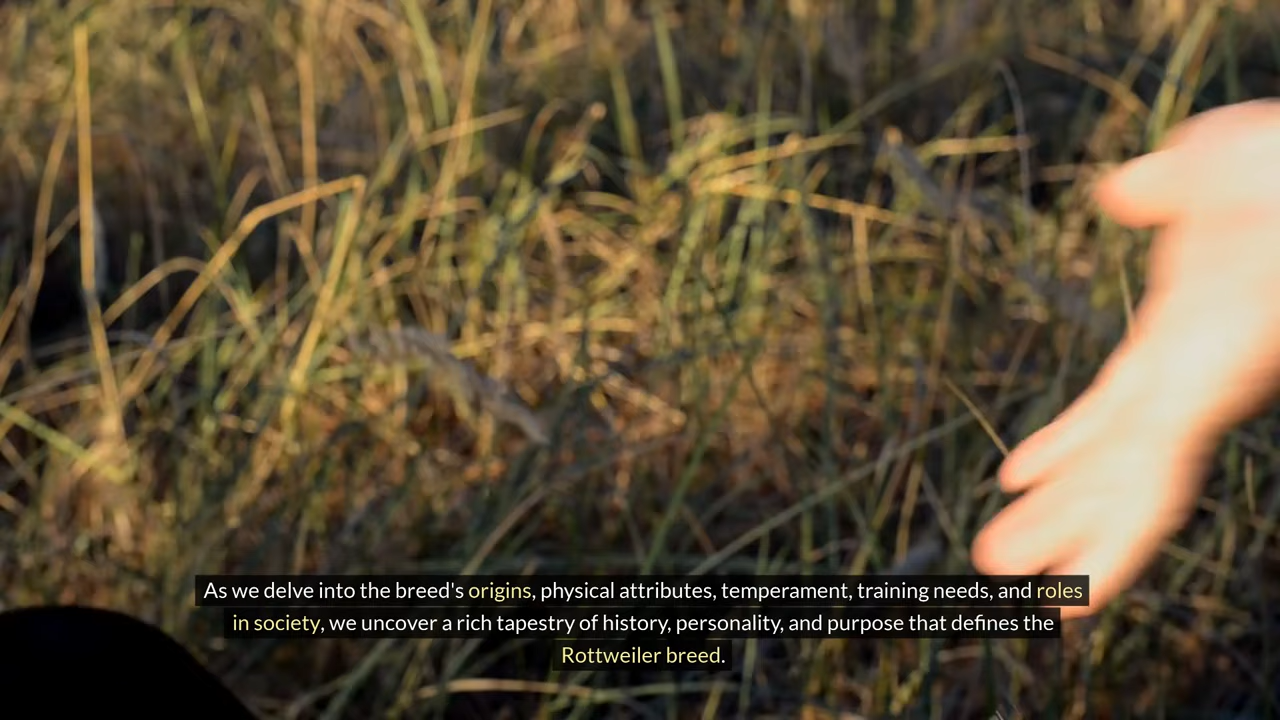 As we delve into the breed's origins, physical attributes, temperament, training needs, and roles
in society, we uncover a rich tapestry of history, personality, and purpose that defines the
Rottweiler breed.